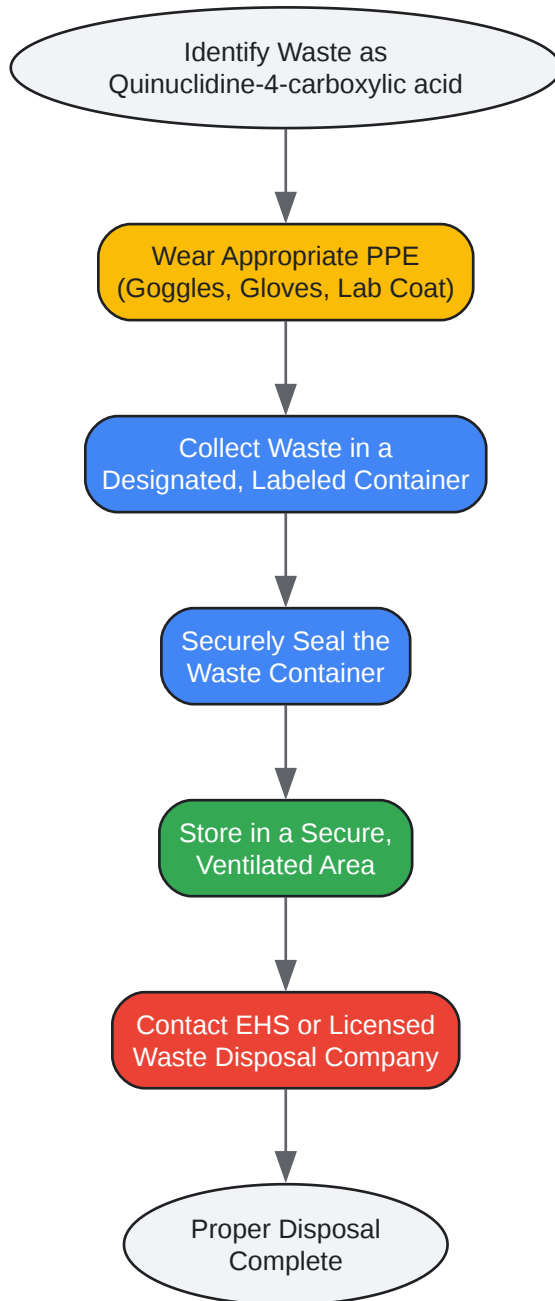 Identify Waste as
Quinuclidine-4-carboxylic acid
Wear Appropriate PPE
(Goggles, Gloves, Lab Coat)
Collect Waste in a
Designated, Labeled Container
Securely Seal the
Waste Container
Store in a Secure,
Ventilated Area
Contact EHS or Licensed
Waste Disposal Company
Proper Disposal
Complete